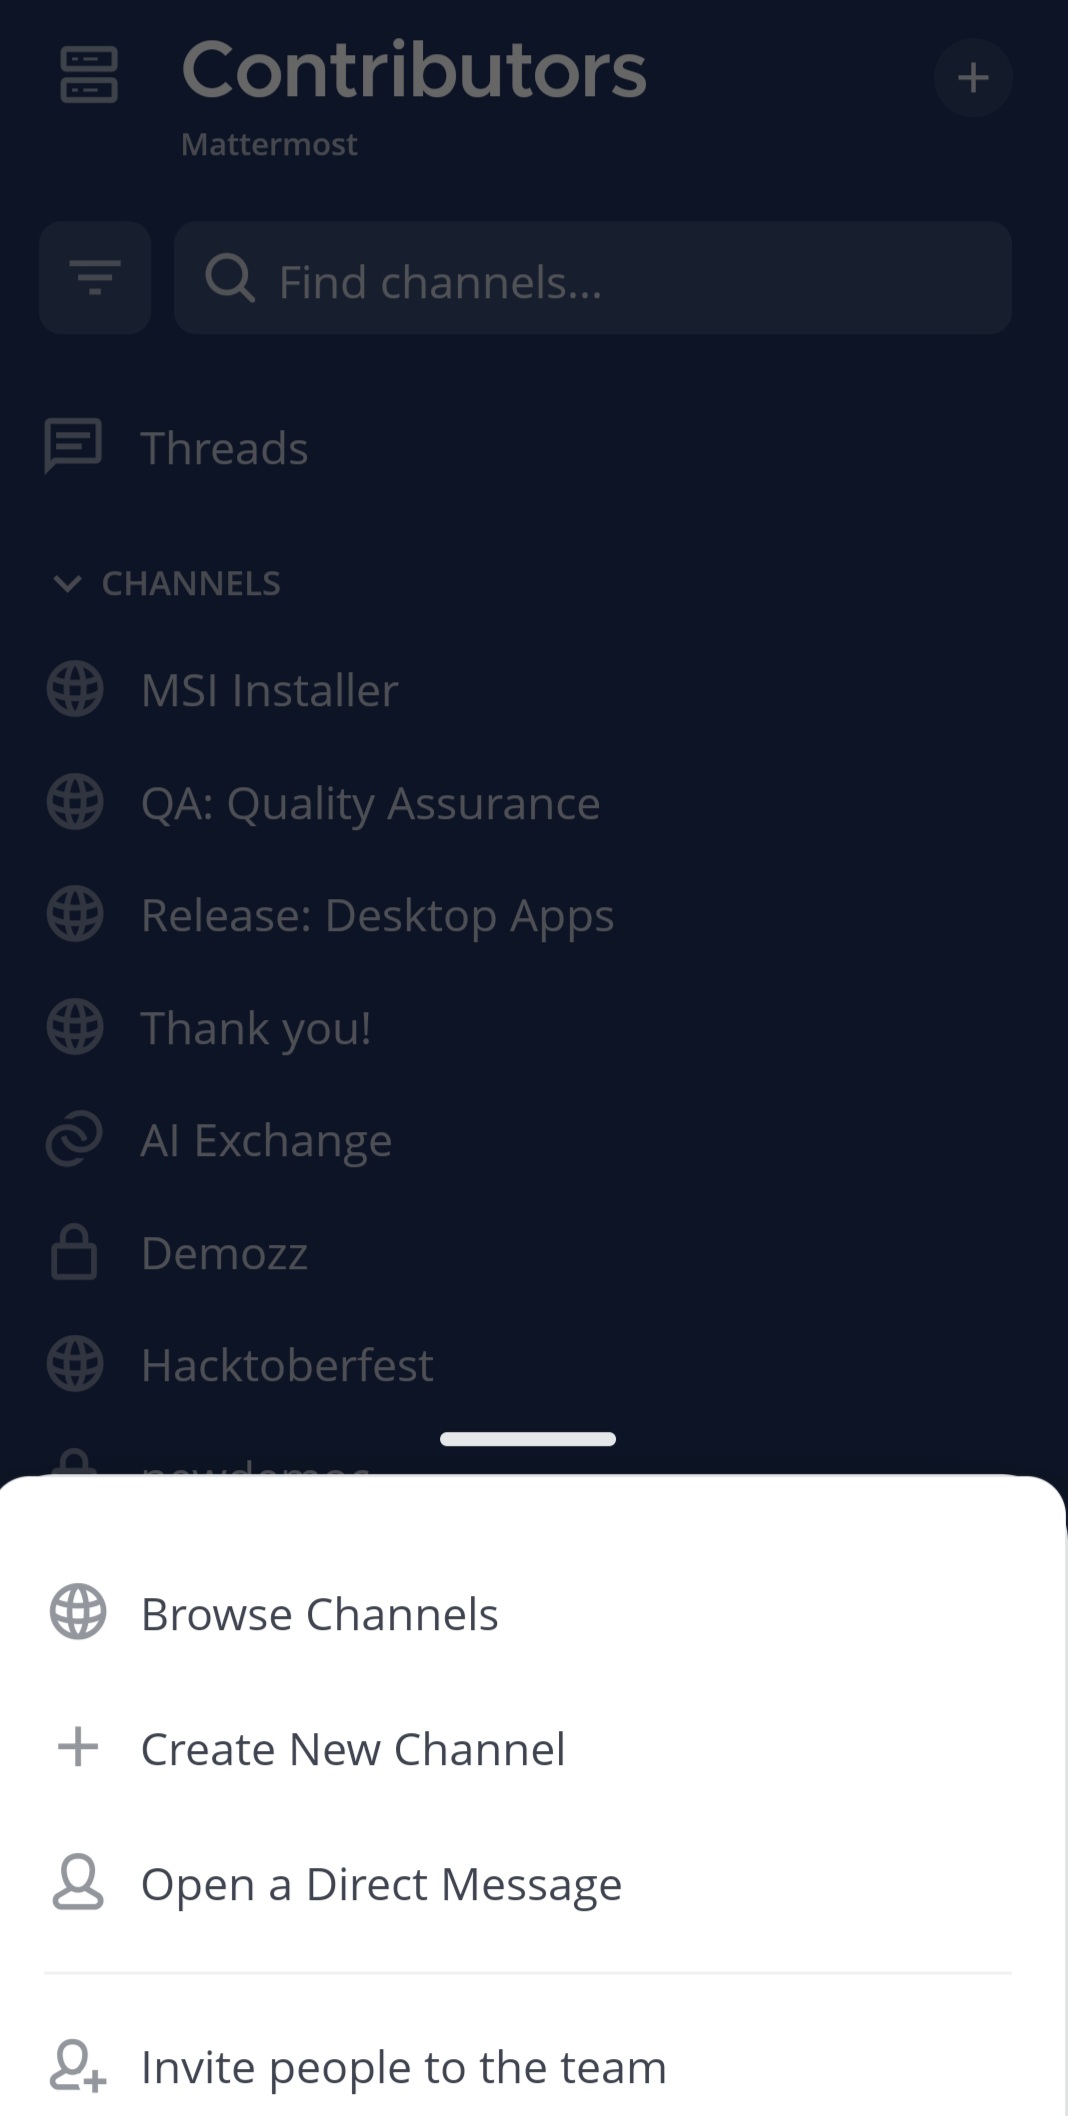 Contributors
Mattermost
Find channels...
Threads
CHANNELS
MSI Installer
QA: Quality Assurance
Release: Desktop Apps
Thank you!
AI Exchange
Demozz
Hacktoberfest
Browse Channels
Create New Channel
Open a Direct Message
Invite people to the team